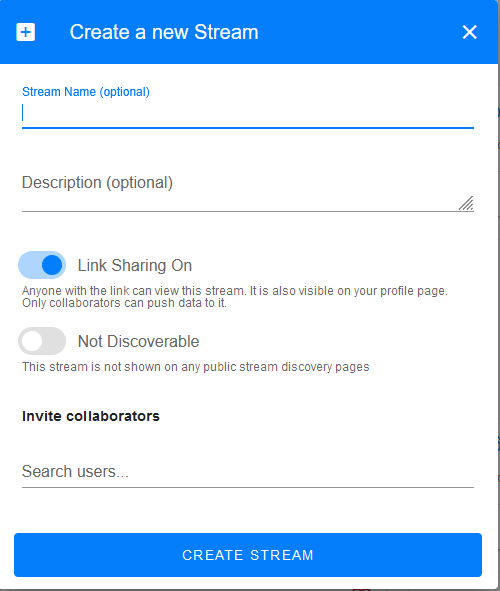 Create a new Stream
Stream Name (optional)
Description (optional)
Link Sharing On
Anyone with the link can view this stream. It is also visible on your profile page.
Only collaborators can push data to it.
Not Discoverable
This stream is not shown on any public stream discovery pages
Invite collaborators
Search users...
CREATE STREAM